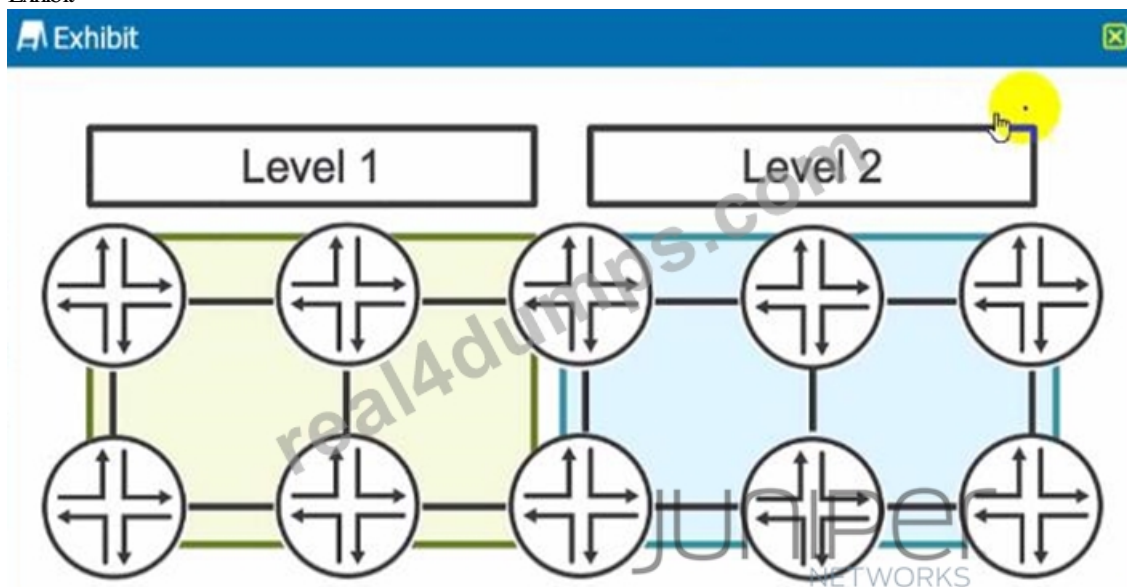 Exhibit
Exhibit
Level 1
Level 2
real4dumps.com
JUNIPER
NETWORKS